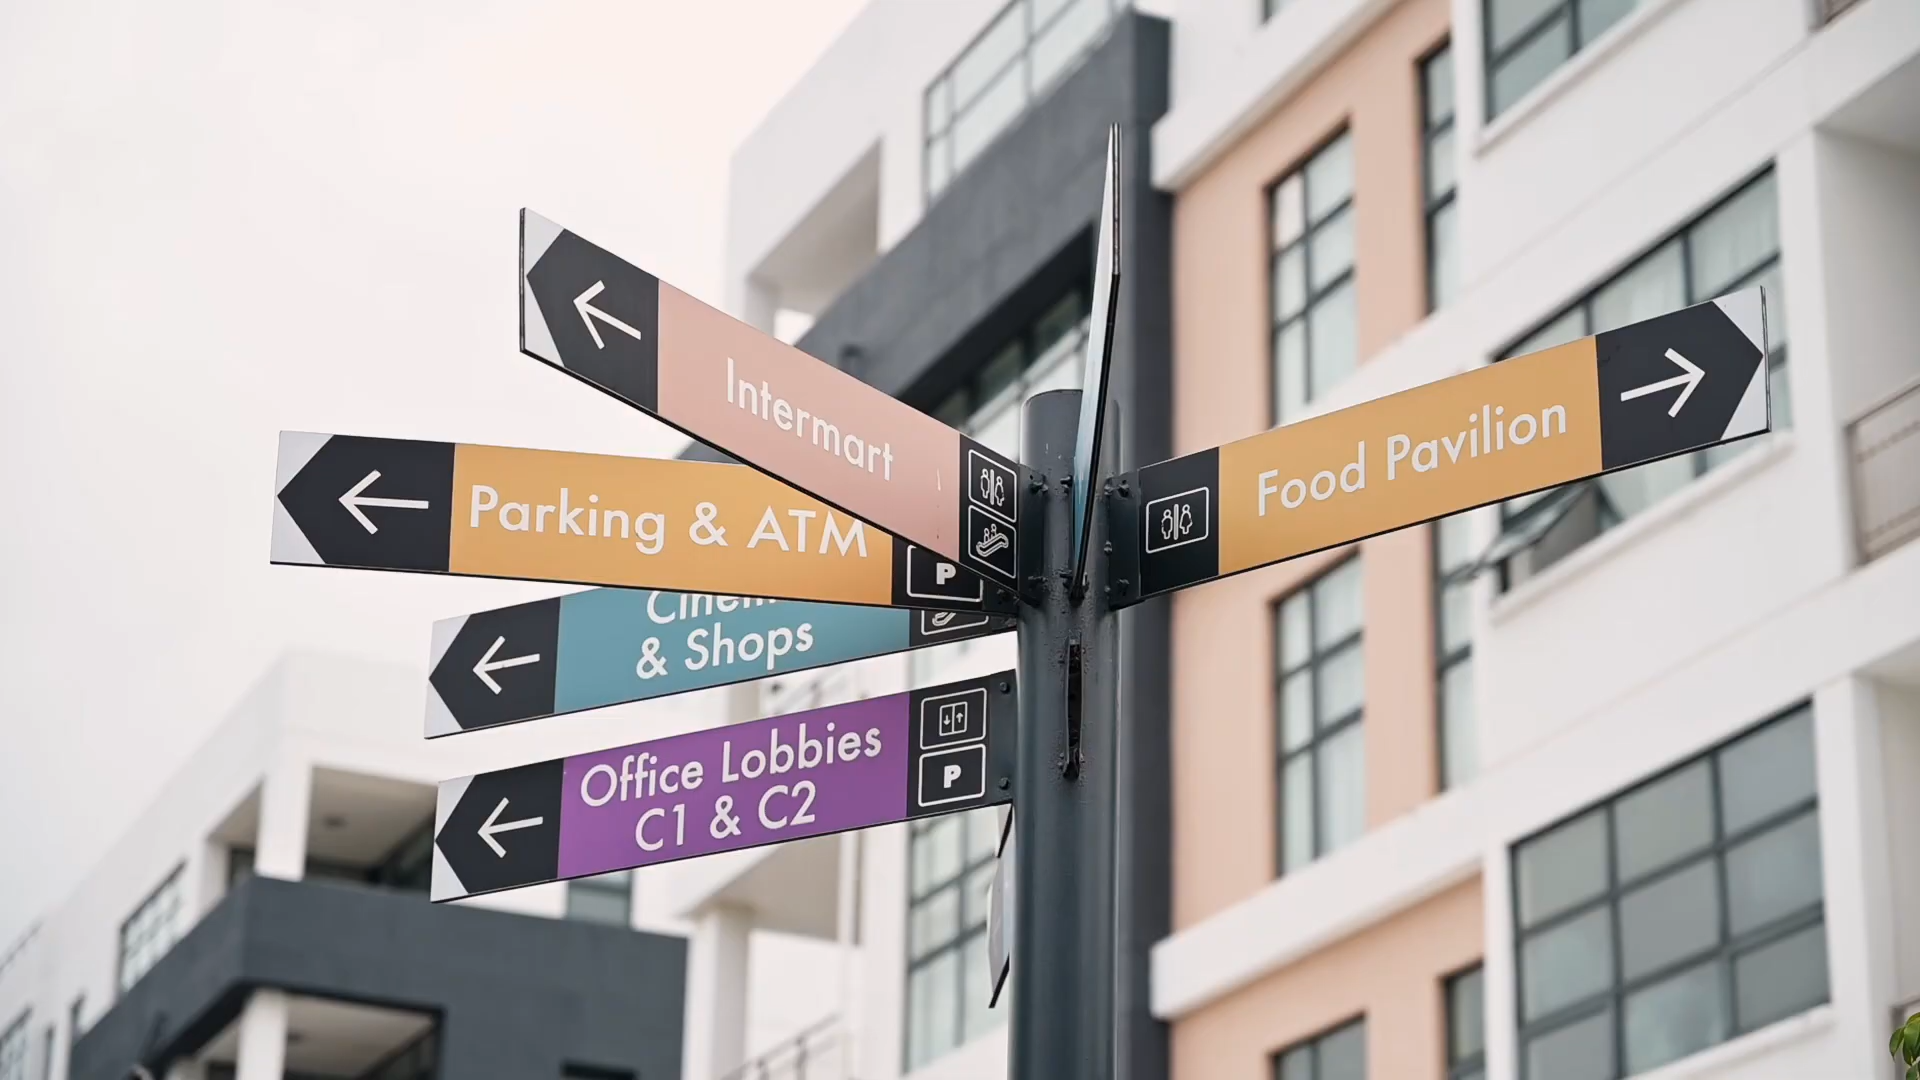 Intermart
Food Pavilion
Parking & ATM
P
& Shops
Office Lobbies
C1 & C2
P